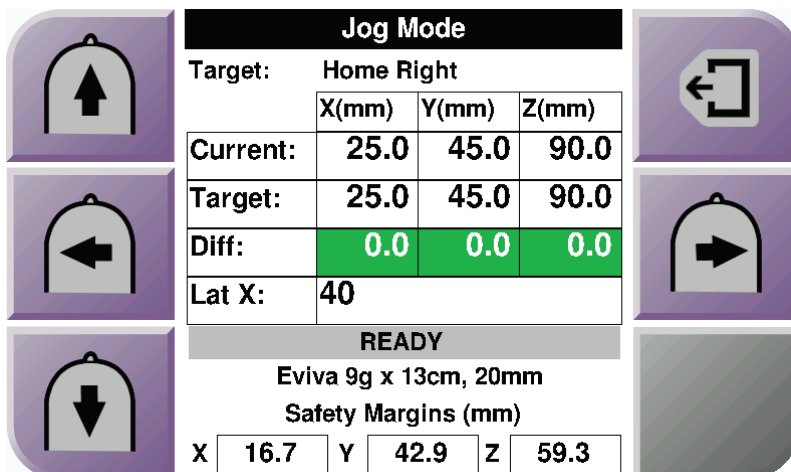 Jog Mode
Target: Home Right
X(mm) Y(mm) Z(mm)
Current: 25.0 45.0 90.0
Target: 25.0 45.0 90.0
Diff: 0.0 0.0 0.0
Lat X: 40
READY
Eviva 9g x 13cm, 20mm
Safety Margins (mm)
X 16.7 Y 42.9 Z 59.3